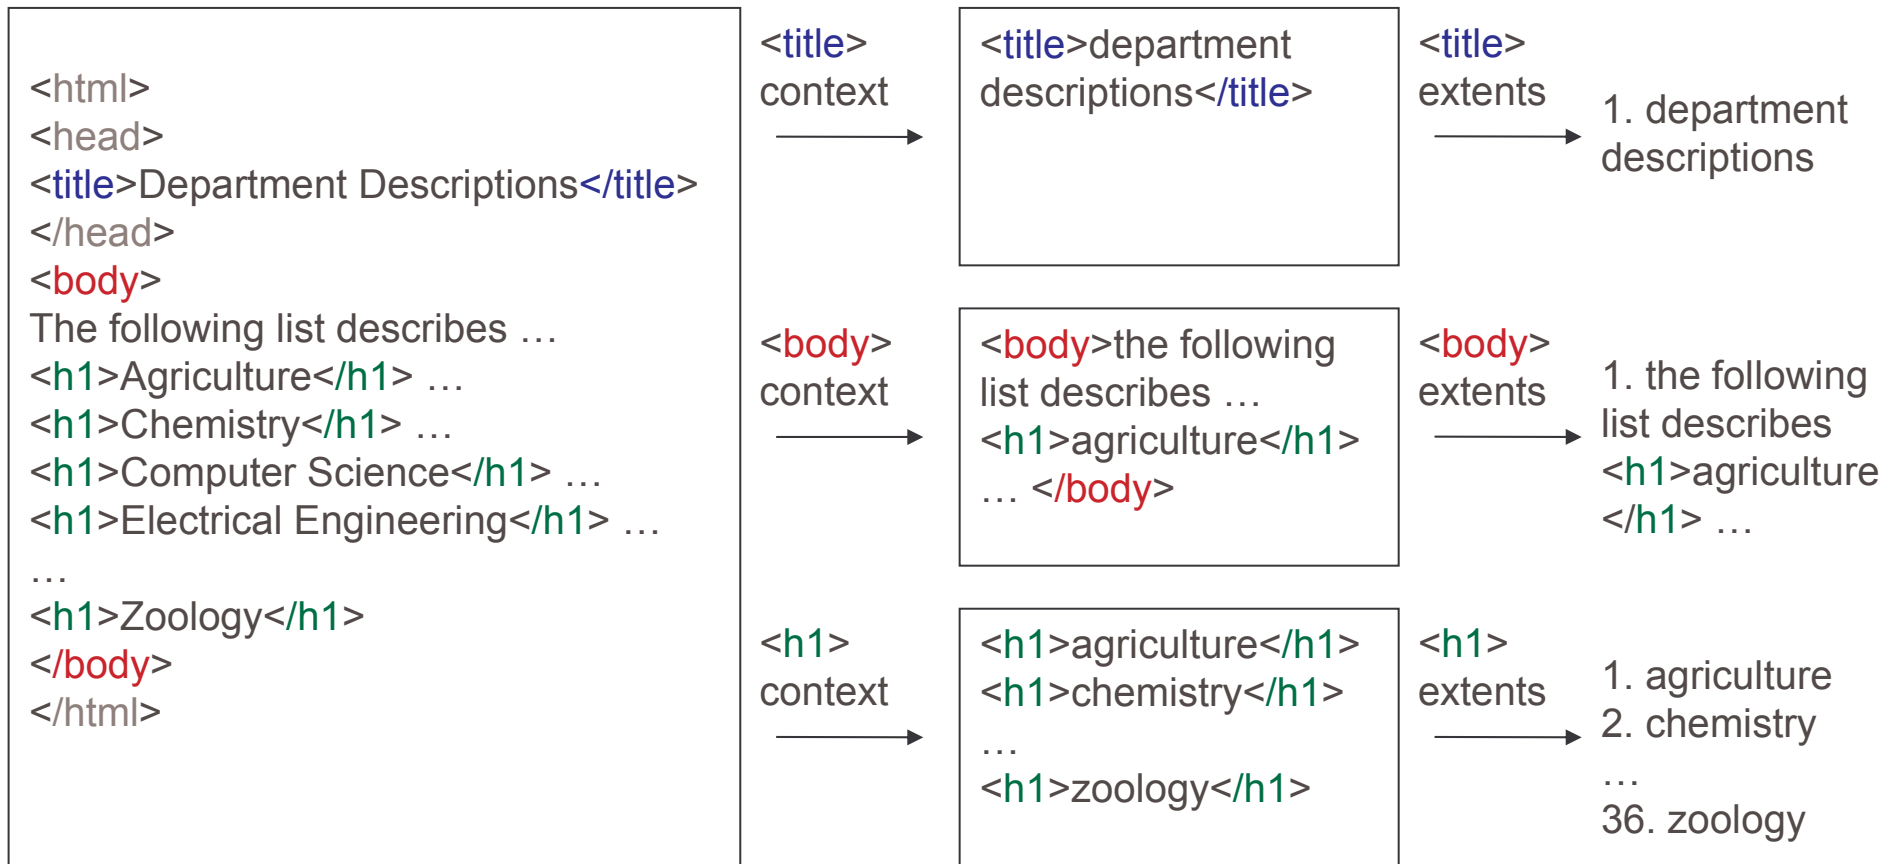 <html>
<head>
<title>Department Descriptions</title>
</head>
<body>
The following list describes …
<h1>Agriculture</h1> …
<h1>Chemistry</h1> …
<h1>Computer Science</h1> …
<h1>Electrical Engineering</h1> …
…
<h1>Zoology</h1>
</body>
</html>
<title>
context
<title>department
descriptions</title>
<title>
extents
1. department
descriptions
<body>
context
<body>the following
list describes …
<h1>agriculture</h1>
… </body>
<body>
extents
1. the following
list describes
<h1>agriculture
</h1> …
<h1>
context
<h1>agriculture</h1>
<h1>chemistry</h1>
…
<h1>zoology</h1>
<h1>
extents
1. agriculture
2. chemistry
…
36. zoology